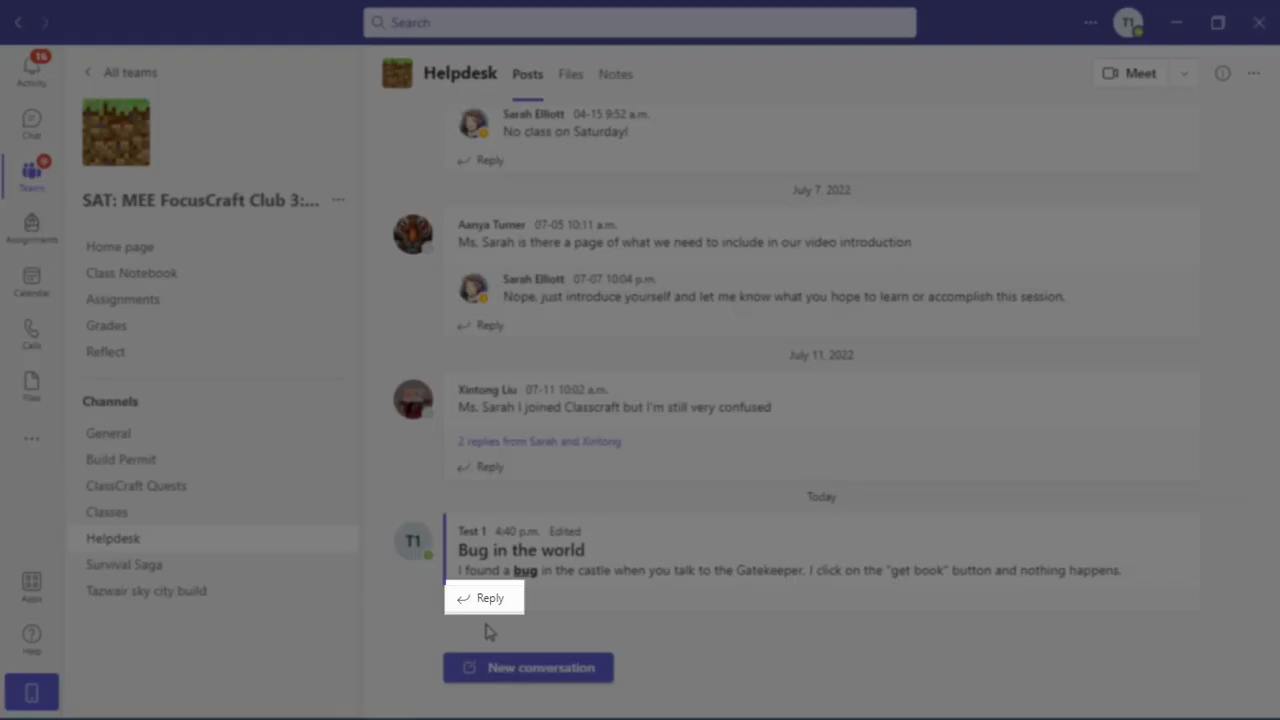 Search
T1
16
Activity
Chat
9
Teams
Assignments
Calendar
Calls
Files
Apps
Help
All teams
SAT: MEE FocusCraft Club 3:...
Home page
Class Notebook
Assignments
Grades
Reflect
Channels
General
Build Permit
ClassCraft Quests
Classes
Helpdesk
Survival Saga
Tazwair sky city build
Helpdesk Posts Files Notes
Meet
Sarah Elliott 04-15 9:52 a.m.
No class on Saturday!
Reply
July 7, 2022
Aanya Turner 07-05 10:11 a.m.
Ms. Sarah is there a page of what we need to include in our video introduction
Sarah Elliott 07-07 10:04 p.m.
Nope, just introduce yourself and let me know what you hope to learn or accomplish this session.
Reply
July 11, 2022
Xintong Liu 07-11 10:02 a.m.
Ms. Sarah I joined Classcraft but I'm still very confused
2 replies from Sarah and Xintong
Reply
Today
T1
Test 1 4:40 p.m. Edited
Bug in the world
I found a bug in the castle when you talk to the Gatekeeper. I click on the "get book" button and nothing happens.
Reply
New conversation